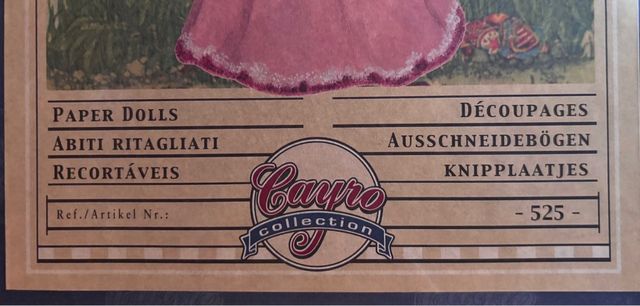 PAPER DOLLS
ABITI RITAGLIATI
RECORTÁVEIS
DÉCOUPAGES
AUSSCHNEIDEBÖGEN
KNIPPLAATJES
Cayro
collection
Ref./Artikel Nr.:
- 525 -